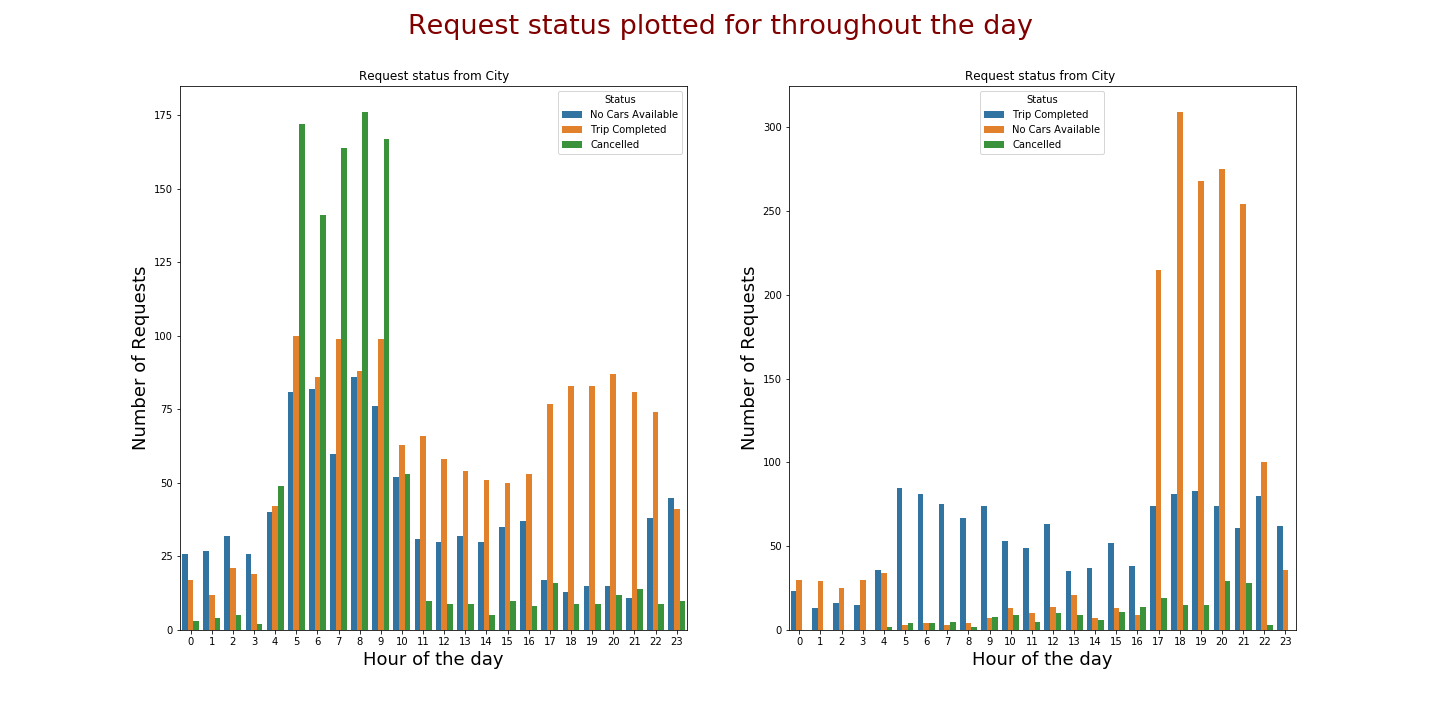 Request status plotted for throughout the day
Request status from City
Status
No Cars Available
Trip Completed
Cancelled
175
150
125
100
75
50
25
0
Number of Requests
0 1 2 3 4 5 6 7 8 9 10 11 12 13 14 15 16 17 18 19 20 21 22 23
Hour of the day
Request status from City
Status
Trip Completed
No Cars Available
Cancelled
300
250
200
150
100
50
0
Number of Requests
0 1 2 3 4 5 6 7 8 9 10 11 12 13 14 15 16 17 18 19 20 21 22 23
Hour of the day